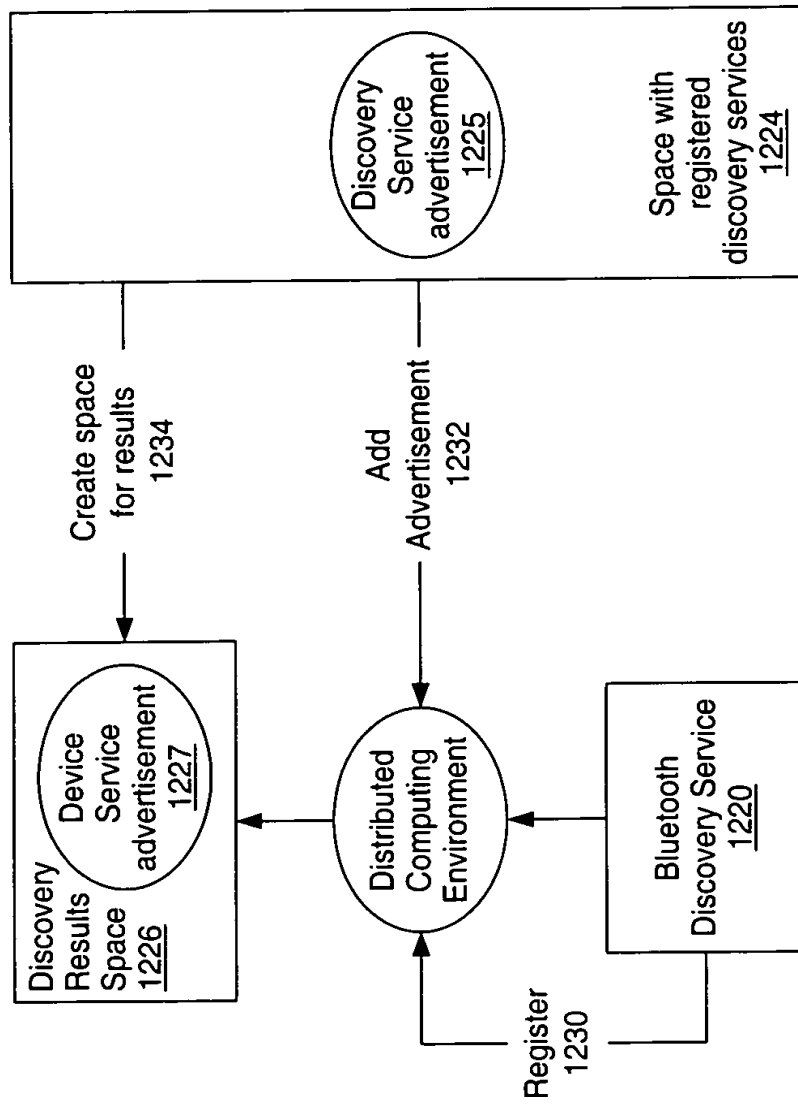 Discovery
Results
Space
1226
Device
Service
advertisement
1227
Create space
for results
1234
Distributed
Computing
Environment
Add
Advertisement
1232
Discovery
Service
advertisement
1225
Space with
registered
discovery services
1224
Register
1230
Bluetooth
Discovery Service
1220